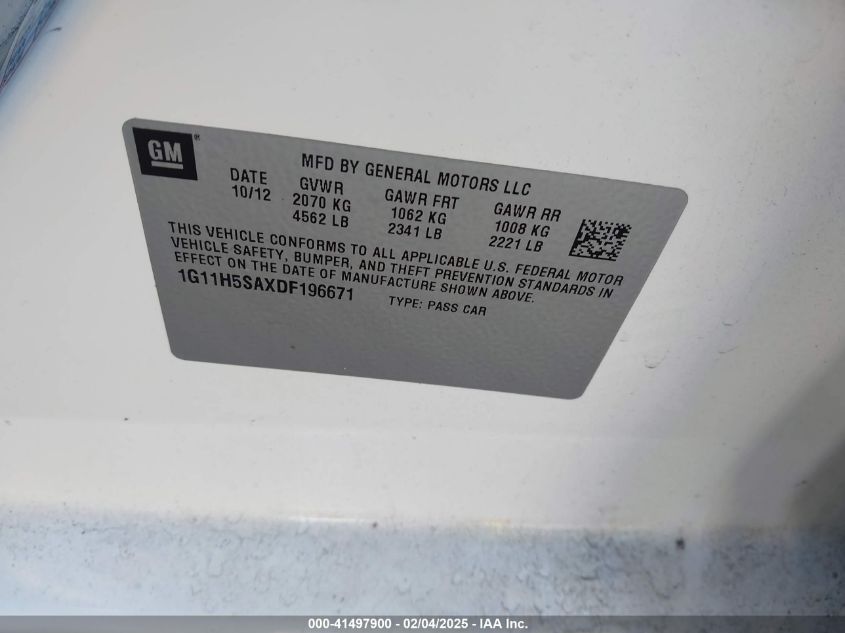 GM®
MFD BY GENERAL MOTORS LLC
DATE GVWR GAWR FRT GAWR RR
10/12 2070 KG 1062 KG 1008 KG
4562 LB 2341 LB 2221 LB
THIS VEHICLE CONFORMS TO ALL APPLICABLE U.S. FEDERAL MOTOR
VEHICLE SAFETY, BUMPER, AND THEFT PREVENTION STANDARDS IN
EFFECT ON THE DATE OF MANUFACTURE SHOWN ABOVE.
1G11H5SAXDF196671 TYPE: PASS CAR
000-41497900 - 02/04/2025 - IAA Inc.